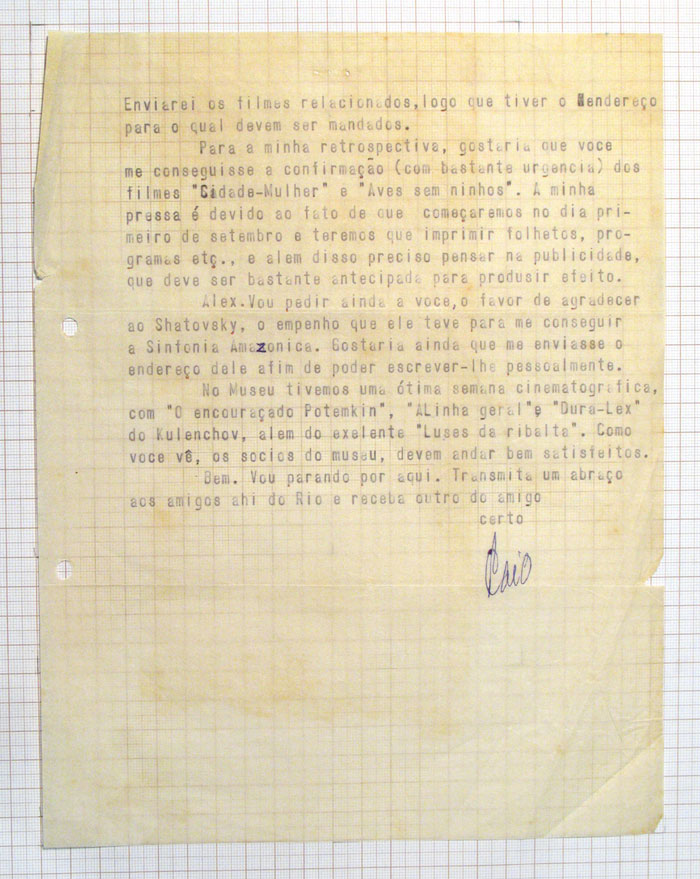 Enviarei os filmes relacionados,logo que tiver o endereço
para o qual devem ser mandados.
Para a minha retrospectiva, gostaria que voce
me conseguisse a confirmação (com bastante urgencia) dos
filmes "Cidade-Mulher" e "Aves sem ninhos". A minha
pressa é devido ao fato de que começaremos no dia pri-
meiro de setembro e teremos que imprimir folhetos, pro-
gramas etç., e alem disso preciso pensar na publicidade,
que deve ser bastante antecipada para produsir efeito.
Alex.Vou pedir ainda a voce,o favor de agradecer
ao Shatovsky, o empenho que ele teve para me conseguir
a Sinfonia Amazonica. Gostaria ainda que me enviasse o
endereço dele afim de poder escrever-lhe pessoalmente.
No Museu tivemos uma ótima semana cinematografica,
com "O encouraçado Potemkin", "ALinha geral"e "Dura-Lex"
do Kulenchov, alem do exelente "Luses da ribalta". Como
voce vê, os socios do museu, devem andar bem satisfeitos.
Bem. Vou parando por aqui. Transmita um abraço
aos amigos ahi do Rio e receba outro do amigo
certo
Caio